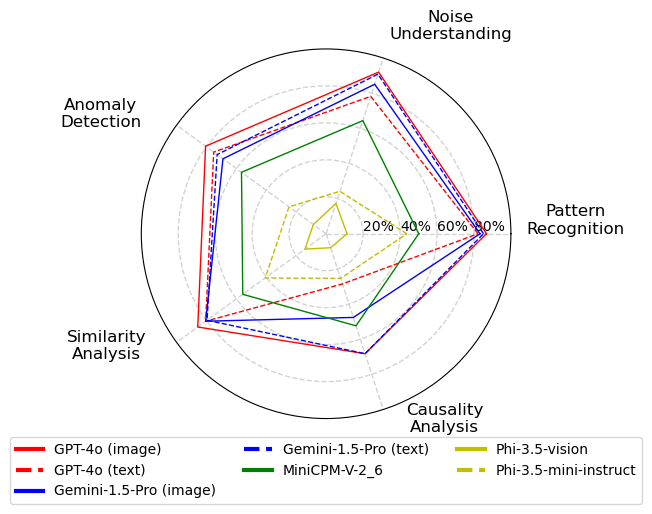 Noise
Understanding
Anomaly
Detection
Pattern
Recognition
20% 40% 60% 80%
Similarity
Analysis
Causality
Analysis
GPT-4o (image)
GPT-4o (text)
Gemini-1.5-Pro (image)
Gemini-1.5-Pro (text)
MiniCPM-V-2_6
Phi-3.5-vision
Phi-3.5-mini-instruct